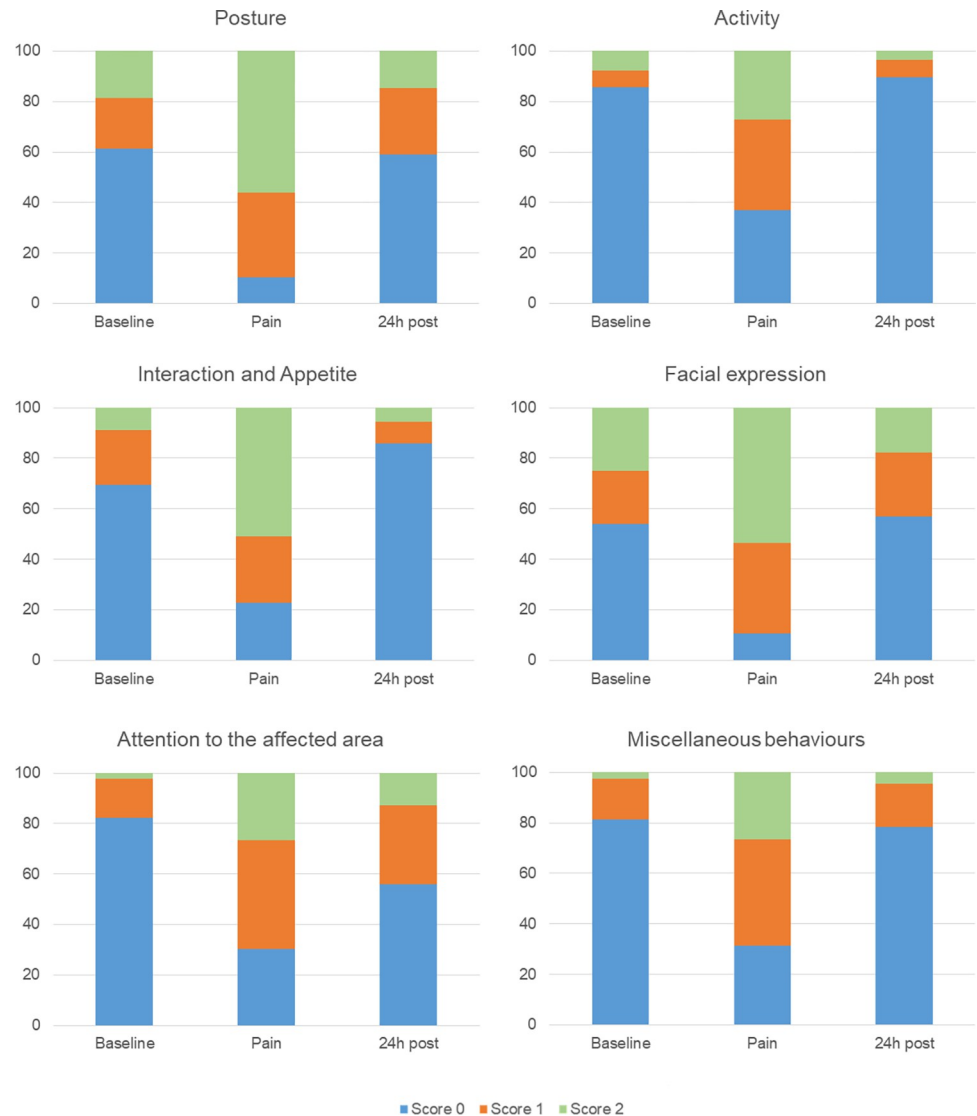 Posture
100
80
60
40
20
0
Baseline Pain 24h post
Activity
100
80
60
40
20
0
Baseline Pain 24h post
Interaction and Appetite
100
80
60
40
20
0
Baseline Pain 24h post
Facial expression
100
80
60
40
20
0
Baseline Pain 24h post
Attention to the affected area
100
80
60
40
20
0
Baseline Pain 24h post
Miscellaneous behaviours
100
80
60
40
20
0
Baseline Pain 24h post
Score 0 Score 1 Score 2